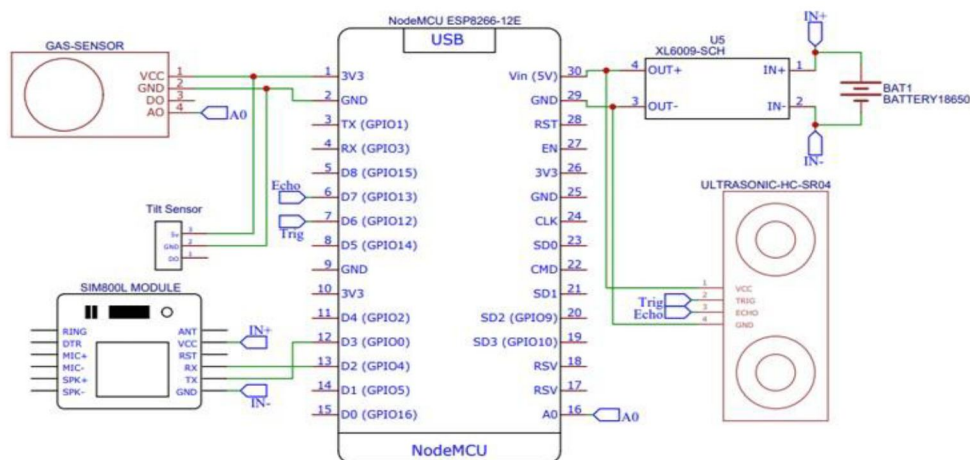 NodeMCU ESP8266-12E
USB
GAS-SENSOR
VCC 1
GND 2
DO 3
AO 4
A0
Tilt Sensor
5v 3
GND 2
DO 1
SIM800L MODULE
RING
DTR
MIC+
MIC-
SPK+
SPK-
ANT
VCC
RST
RX
TX
GND
IN+
IN-
Echo
Trig
1 3V3
2 GND
3 TX (GPIO1)
4 RX (GPIO3)
5 D8 (GPIO15)
6 D7 (GPIO13)
7 D6 (GPIO12)
8 D5 (GPIO14)
9 GND
10 3V3
11 D4 (GPIO2)
12 D3 (GPIO0)
13 D2 (GPIO4)
14 D1 (GPIO5)
15 D0 (GPIO16)
Vin (5V) 30
GND 29
RST 28
EN 27
3V3 26
GND 25
CLK 24
SD0 23
CMD 22
SD1 21
SD2 (GPIO9) 20
SD3 (GPIO10) 19
RSV 18
RSV 17
A0 16
A0
NodeMCU
U5
XL6009-SCH
4 OUT+
3 OUT-
IN+ 1
IN- 2
IN+
IN-
BAT1
BATTERY18650
ULTRASONIC-HC-SR04
1 VCC
2 TRIG
3 ECHO
4 GND
Trig
Echo